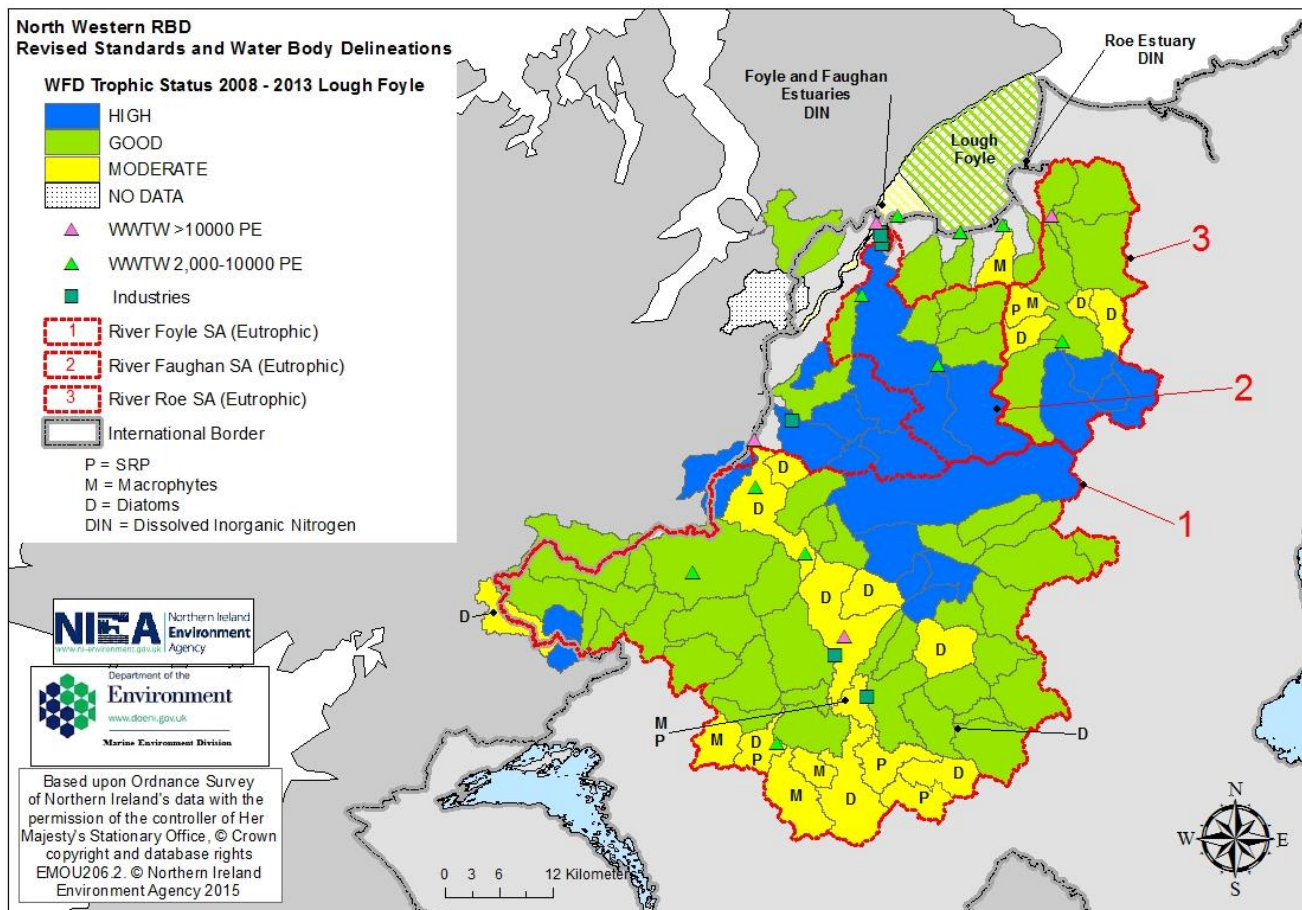 North Western RBD
Revised Standards and Water Body Delineations
WFD Trophic Status 2008 - 2013 Lough Foyle
HIGH
GOOD
MODERATE
NO DATA
WWTW >10000 PE
WWTW 2,000-10000 PE
Industries
1 River Foyle SA (Eutrophic)
2 River Faughan SA (Eutrophic)
3 River Roe SA (Eutrophic)
International Border
P = SRP
M = Macrophytes
D = Diatoms
DIN = Dissolved Inorganic Nitrogen
Roe Estuary
DIN
Foyle and Faughan
Estuaries
DIN
Lough
Foyle
3
M
P M D
D D
2
1
D
D
D D
D
D
M
P
D
M D
P
M P D
M D P
NIEA Northern Ireland
Environment
Agency
www.ni-environment.gov.uk
Department of the
Environment
www.doeni.gov.uk
Marine Environment Division
Based upon Ordnance Survey
of Northern Ireland's data with the
permission of the controller of Her
Majesty's Stationary Office, © Crown
copyright and database rights
EMOU206.2. © Northern Ireland
Environment Agency 2015
0 3 6 12 Kilometers
N
W E
S